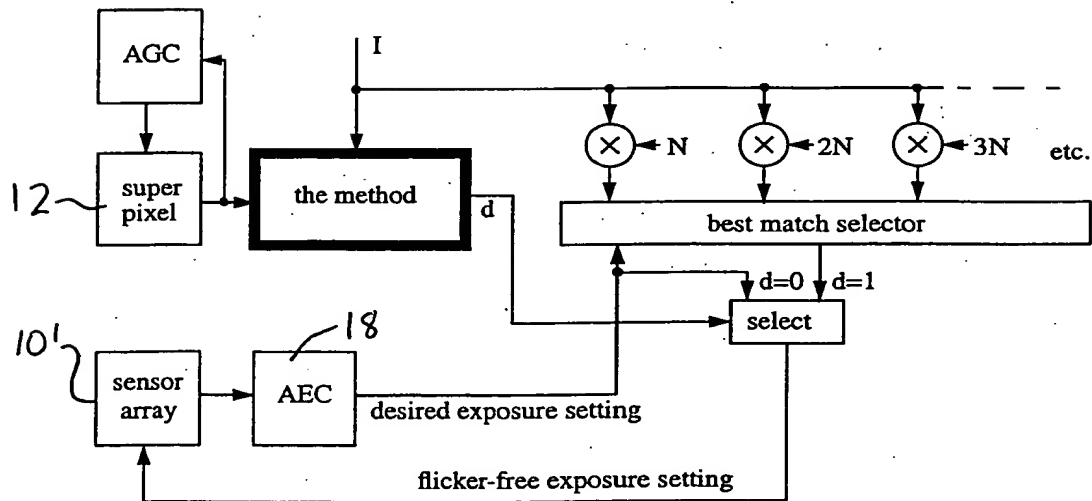 AGC
I
N
2N
3N
etc.
12
super
pixel
the method
d
best match selector
d=0
d=1
select
10'
18
sensor
array
AEC
desired exposure setting
flicker-free exposure setting